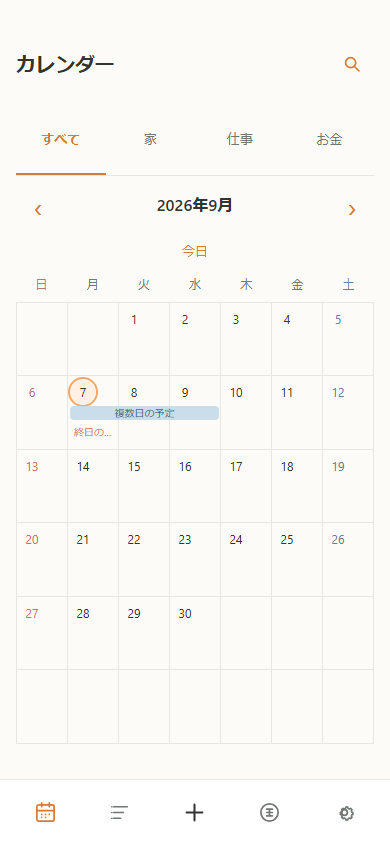 カレンダー
すべて 家 仕事 お金
‹ 2026年9月 ›
今日
日 月 火 水 木 金 土
1 2 3 4 5
6 7 8 9 10 11 12
複数日の予定
終日の...
13 14 15 16 17 18 19
20 21 22 23 24 25 26
27 28 29 30